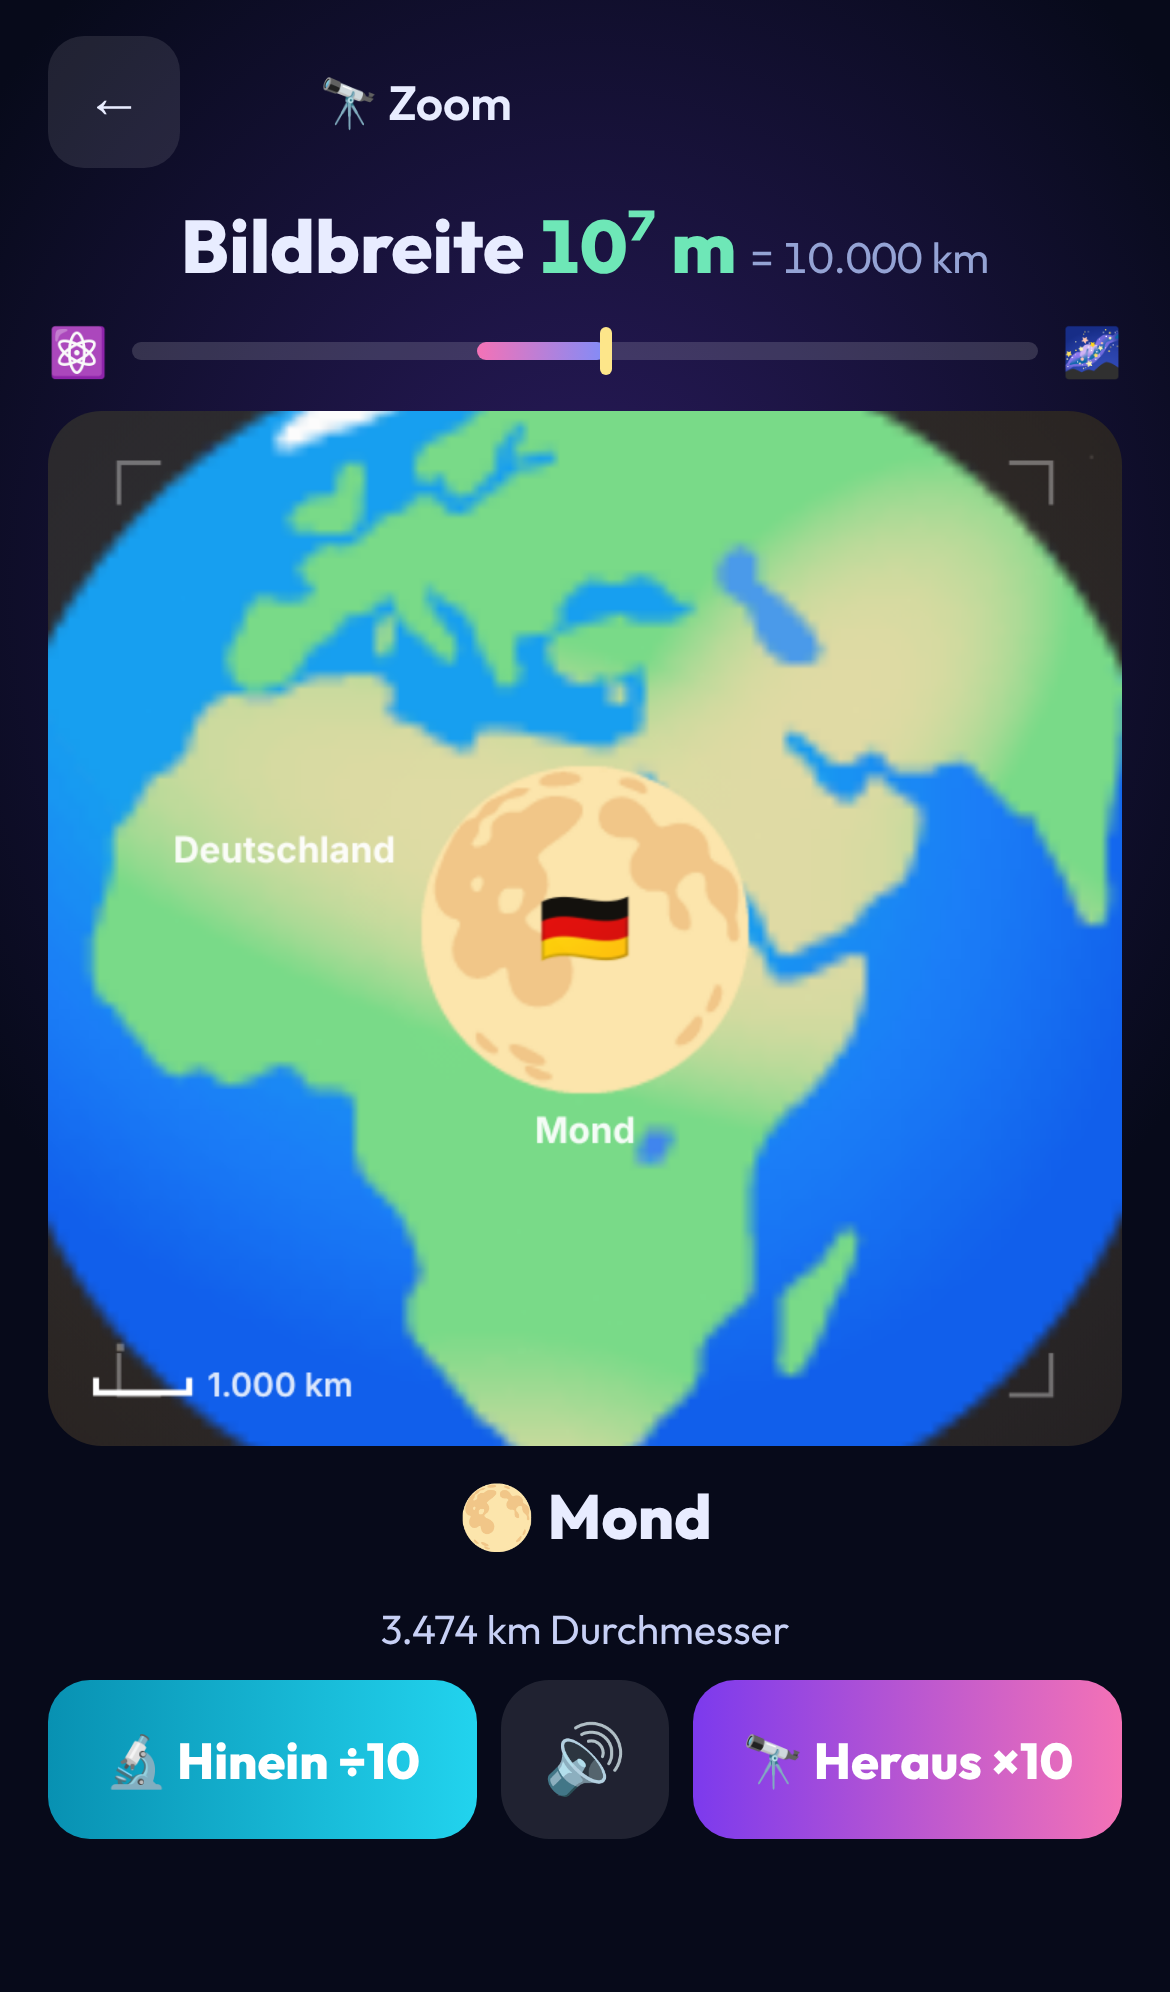 ← Zoom
Bildbreite 10⁷ m = 10.000 km
Deutschland
Mond
1.000 km
Mond
3.474 km Durchmesser
Hinein ÷10
Heraus ×10